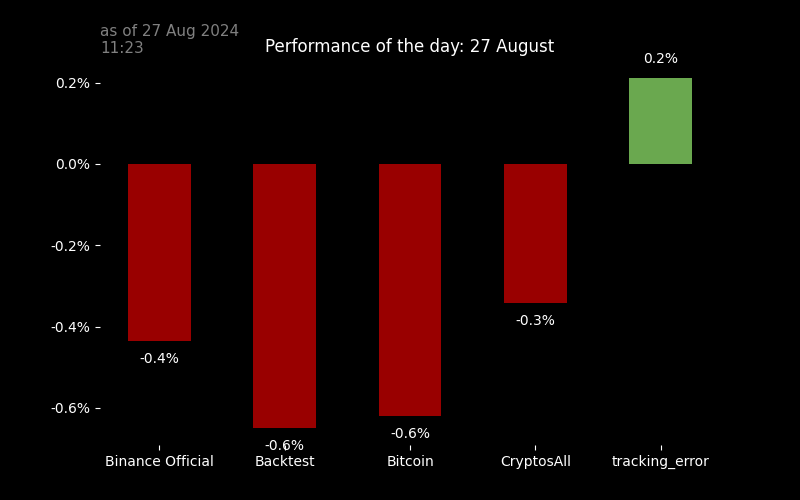 as of 27 Aug 2024
11:23
Performance of the day: 27 August
0.2%
0.2%
0.0%
-0.2%
-0.4%
-0.6%
-0.4%
-0.6%
-0.6%
-0.3%
Binance Official
Backtest
Bitcoin
CryptosAll
tracking_error